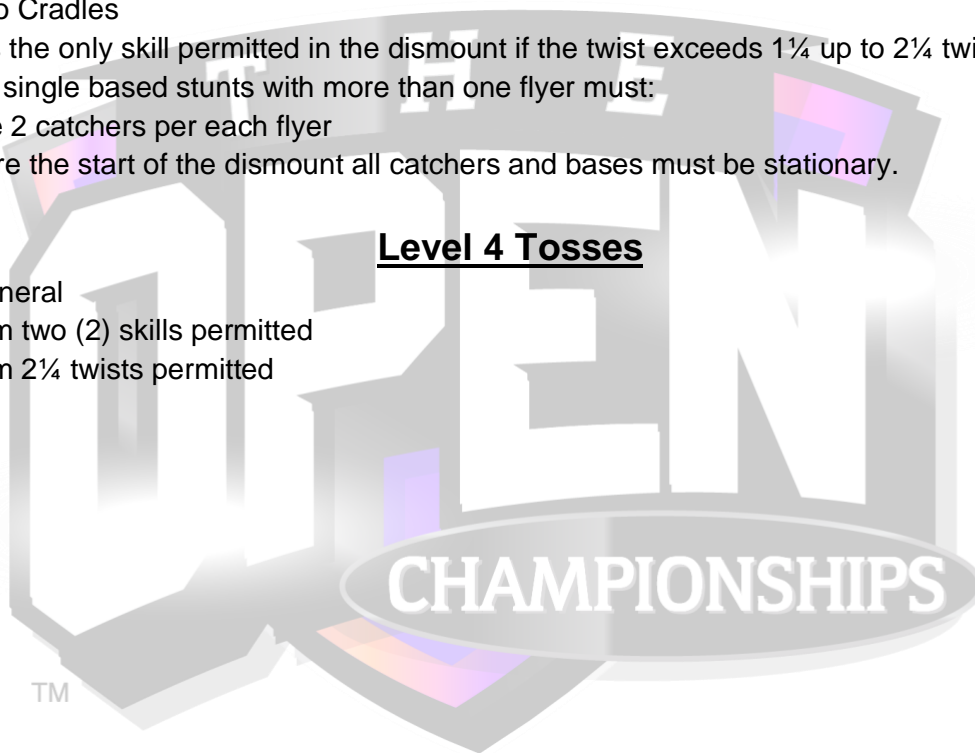 o Cradles
the only skill permitted in the dismount if the twist exceeds 1¼ up to 2¼ twi
single based stunts with more than one flyer must:
e 2 catchers per each flyer
re the start of the dismount all catchers and bases must be stationary.
THE
OPEN
Level 4 Tosses
neral
m two (2) skills permitted
m 2¼ twists permitted
CHAMPIONSHIPS
TM